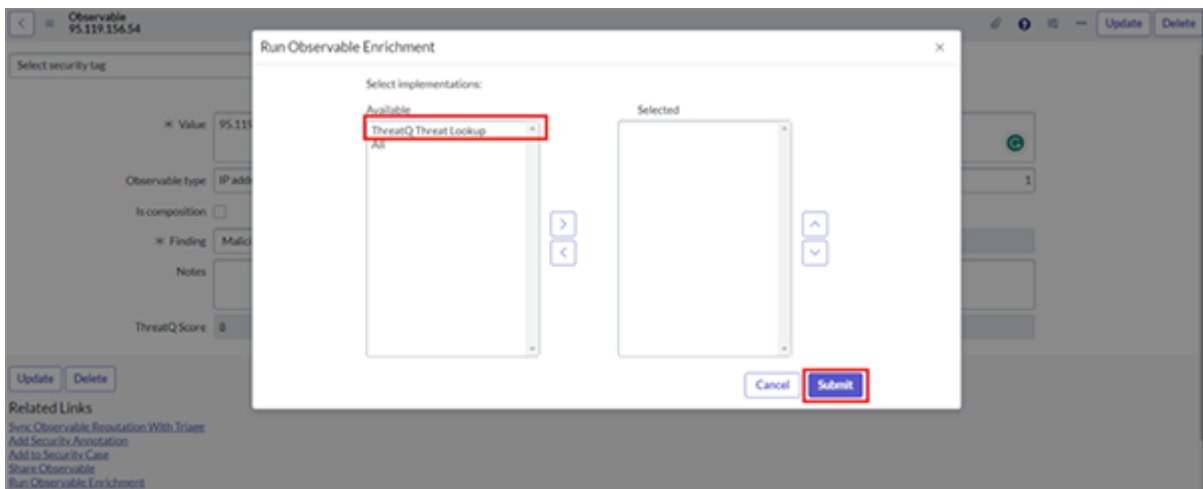 Observable
95.119.156.54
Update Delete
Run Observable Enrichment
Select security tag
Select implementations:
Available
Selected
ThreatQ Threat Lookup
All
Value 95.119
Observable type IP addr
1
Is composition
Finding Malici
Notes
ThreatQ Score 8
Cancel Submit
Update Delete
Related Links
Sync Observable Reputation With Triage
Add Security Annotation
Add to Security Case
Share Observable
Run Observable Enrichment